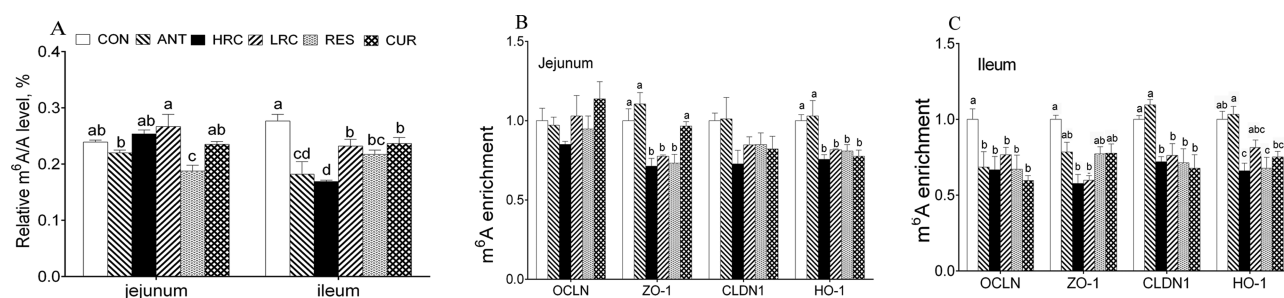 A
CON ANT HRC LRC RES CUR
Relative m⁶A/A level, %
0.4
0.3
0.2
0.1
0.0
ab b ab a c ab
a cd d b bc b
jejunum ileum
B
Jejunum
m⁶A enrichment
1.5
1.0
0.5
0.0
a a b b b a
a a b b b b
OCLN ZO-1 CLDN1 HO-1
C
Ileum
m⁶A enrichment
1.5
1.0
0.5
0.0
a b b b b b
a ab b b ab ab
a a b b b b
ab a c abc c bc
OCLN ZO-1 CLDN1 HO-1